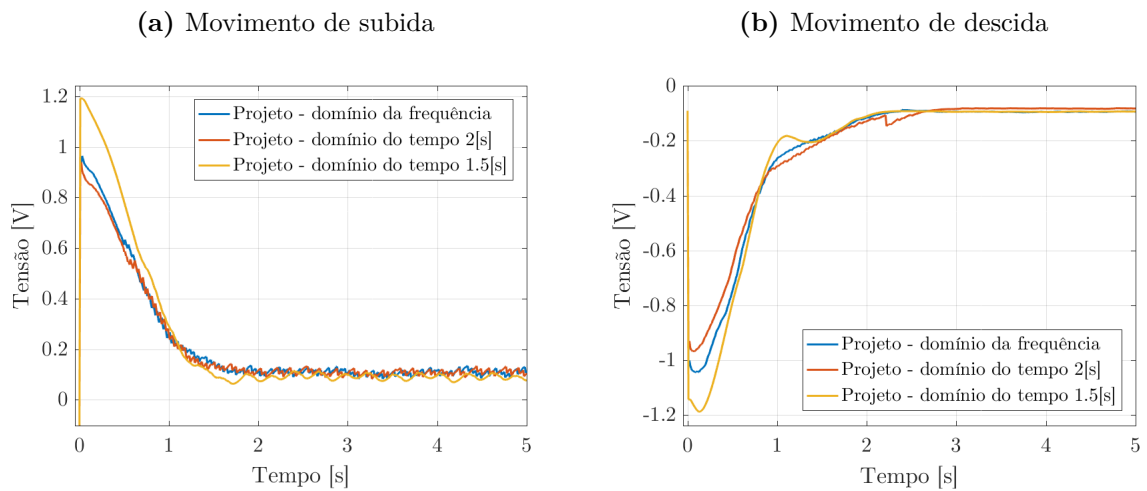 (a) Movimento de subida
Tensão [V]
1.2
1
0.8
0.6
0.4
0.2
0
Projeto - domínio da frequência
Projeto - domínio do tempo 2[s]
Projeto - domínio do tempo 1.5[s]
0 1 2 3 4 5
Tempo [s]
(b) Movimento de descida
Tensão [V]
0
-0.2
-0.4
-0.6
-0.8
-1
-1.2
Projeto - domínio da frequência
Projeto - domínio do tempo 2[s]
Projeto - domínio do tempo 1.5[s]
0 1 2 3 4 5
Tempo [s]